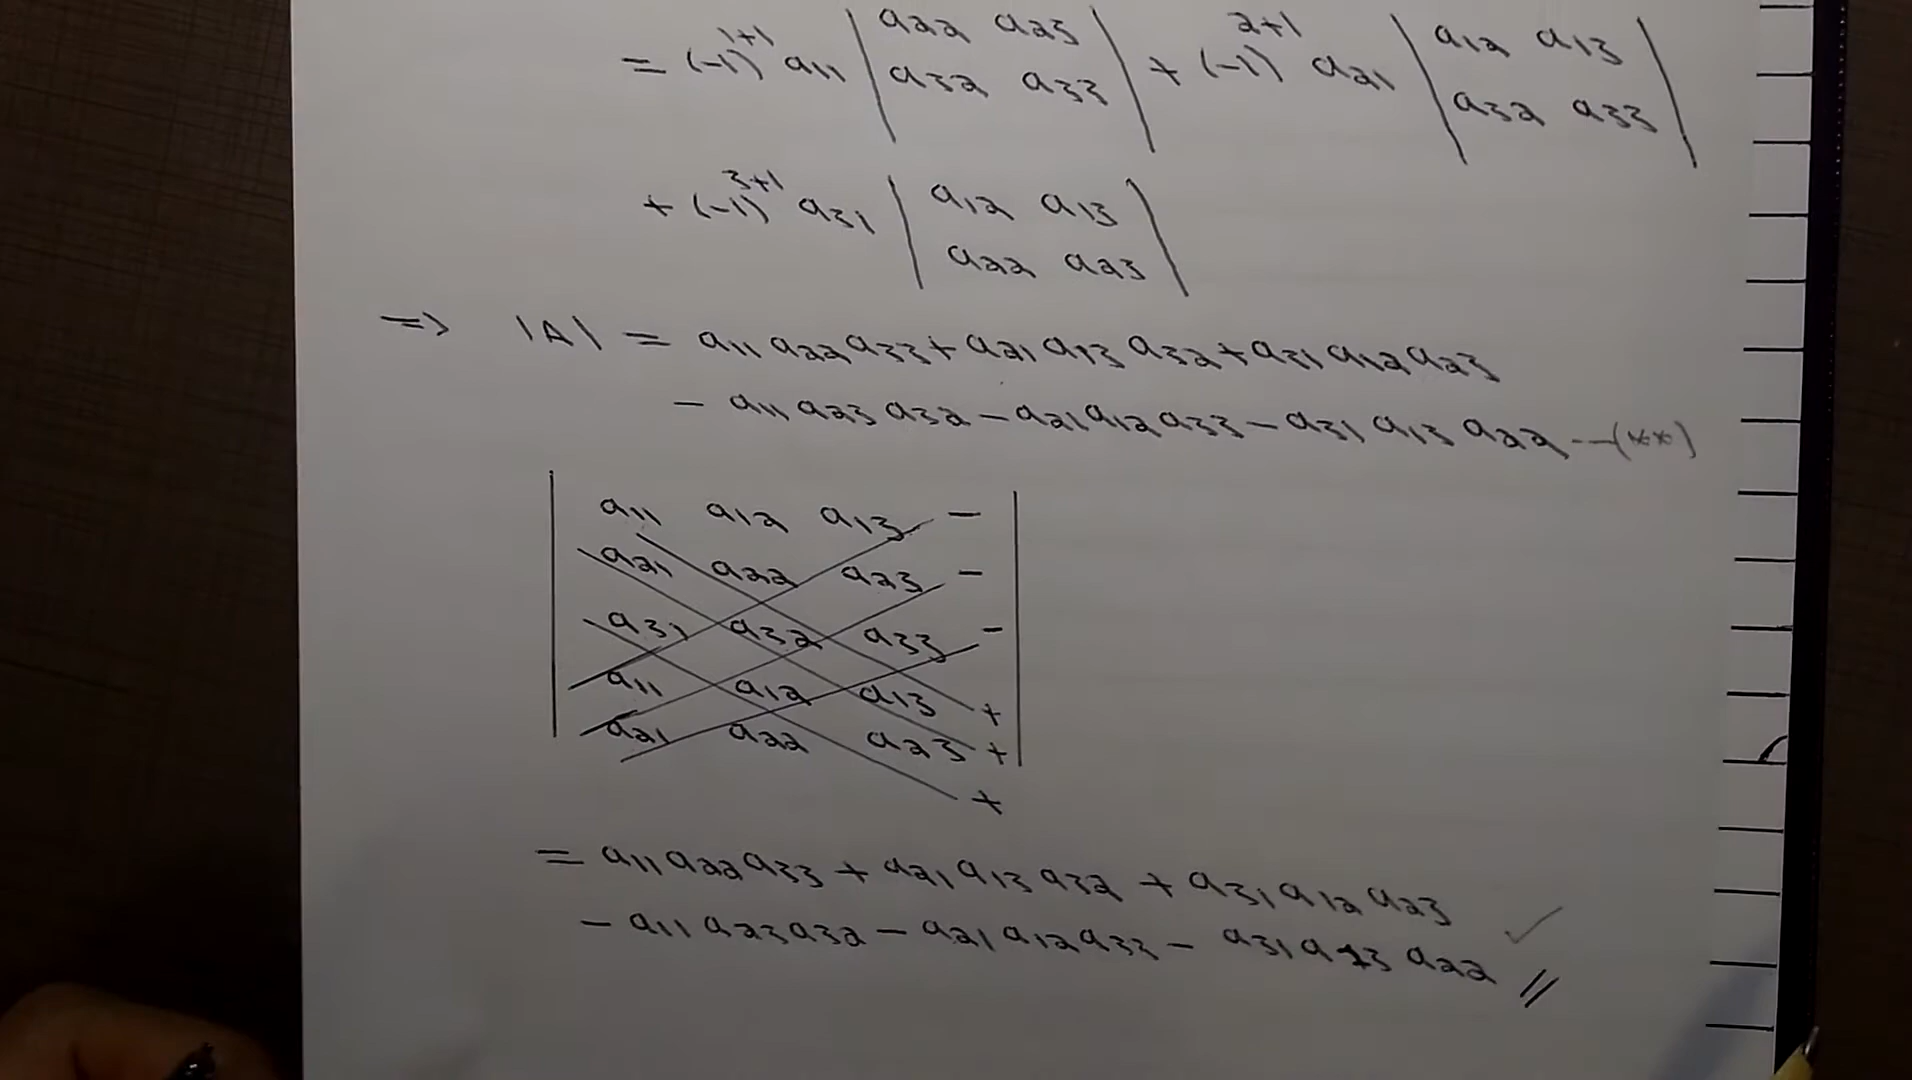 = (-1)^{1+1} a₁₁ | a₂₂ a₂₃ | + (-1)^{2+1} a₂₁ | a₁₂ a₁₃ |
| a₃₂ a₃₃ | | a₃₂ a₃₃ |
+ (-1)^{3+1} a₃₁ | a₁₂ a₁₃ |
| a₂₂ a₂₃ |
=> |A| = a₁₁ a₂₂ a₃₃ + a₂₁ a₁₃ a₃₂ + a₃₁ a₁₂ a₂₃
- a₁₁ a₂₃ a₃₂ - a₂₁ a₁₂ a₃₃ - a₃₁ a₁₃ a₂₂ --- (**)
| a₁₁ a₁₂ a₁₃ - |
| a₂₁ a₂₂ a₂₃ - |
| a₃₁ a₃₂ a₃₃ - |
| a₁₁ a₁₂ a₁₃ + |
| a₂₁ a₂₂ a₂₃ + |
+
= a₁₁ a₂₂ a₃₃ + a₂₁ a₁₃ a₃₂ + a₃₁ a₁₂ a₂₃
- a₁₁ a₂₃ a₃₂ - a₂₁ a₁₂ a₃₃ - a₃₁ a₁₃ a₂₂ // ✓